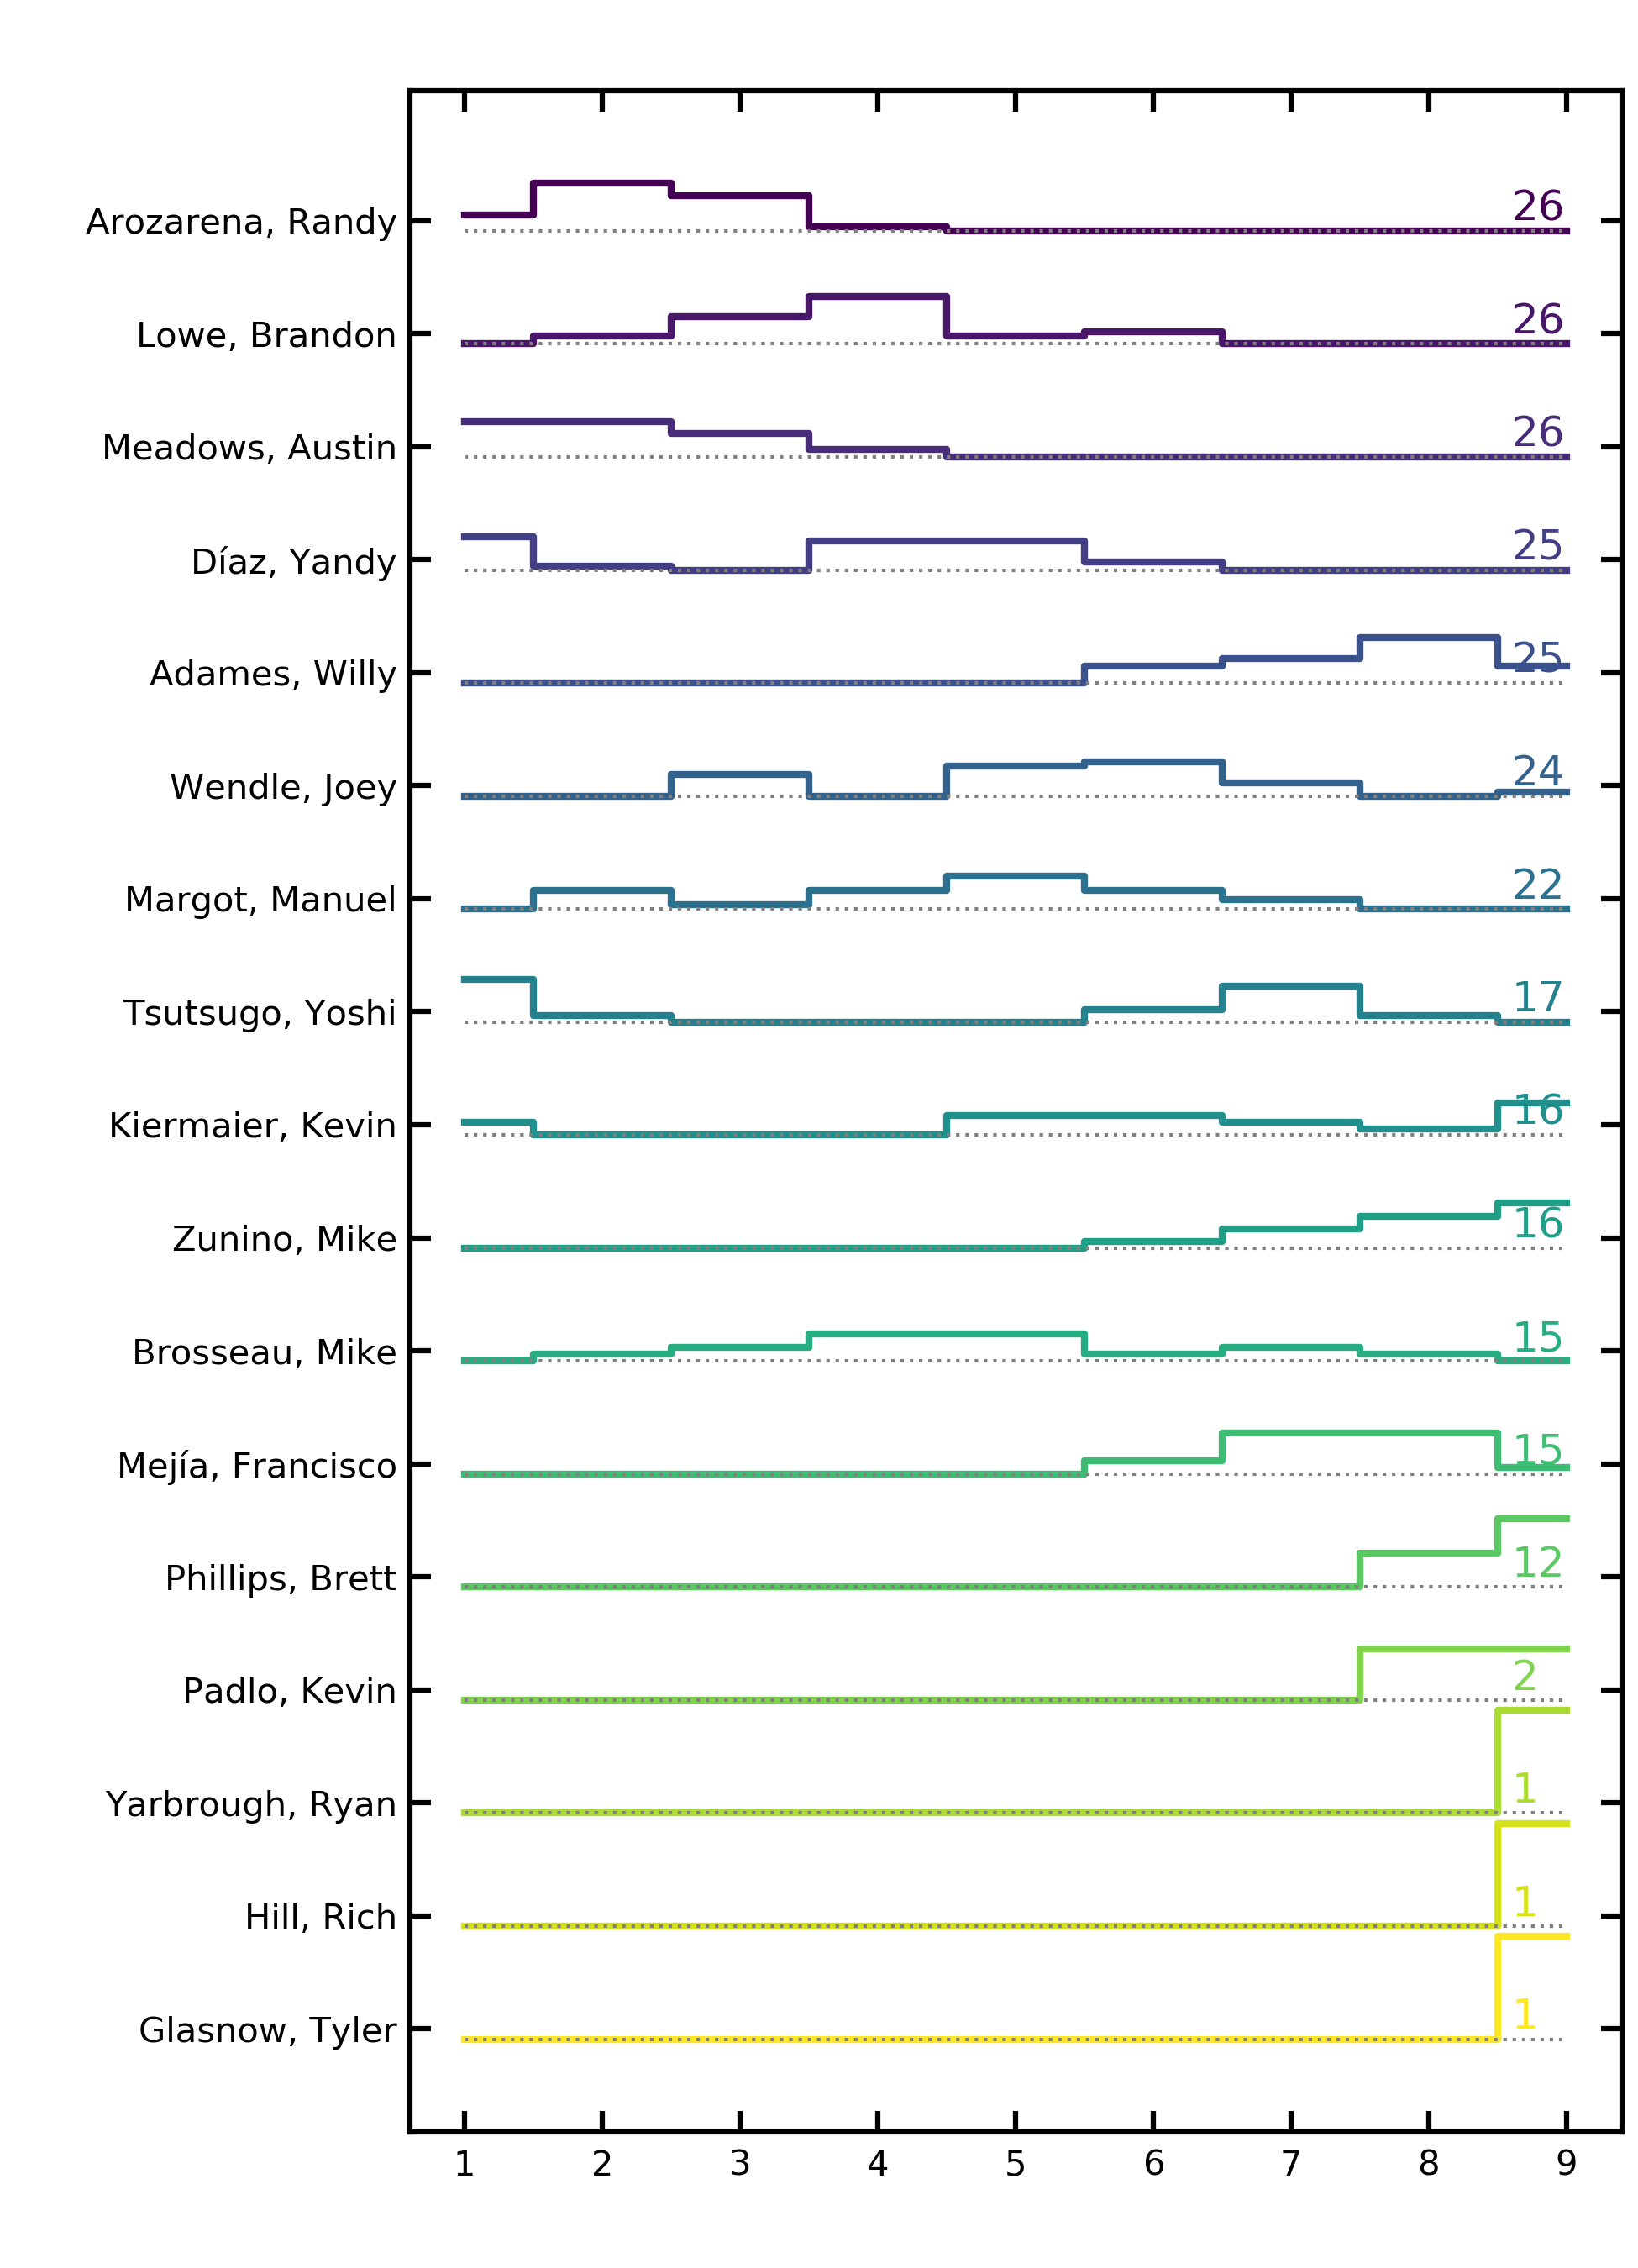 Arozarena, Randy 26
Lowe, Brandon 26
Meadows, Austin 26
Díaz, Yandy 25
Adames, Willy 25
Wendle, Joey 24
Margot, Manuel 22
Tsutsugo, Yoshi 17
Kiermaier, Kevin 16
Zunino, Mike 16
Brosseau, Mike 15
Mejía, Francisco 15
Phillips, Brett 12
Padlo, Kevin 2
Yarbrough, Ryan 1
Hill, Rich 1
Glasnow, Tyler 1
1 2 3 4 5 6 7 8 9